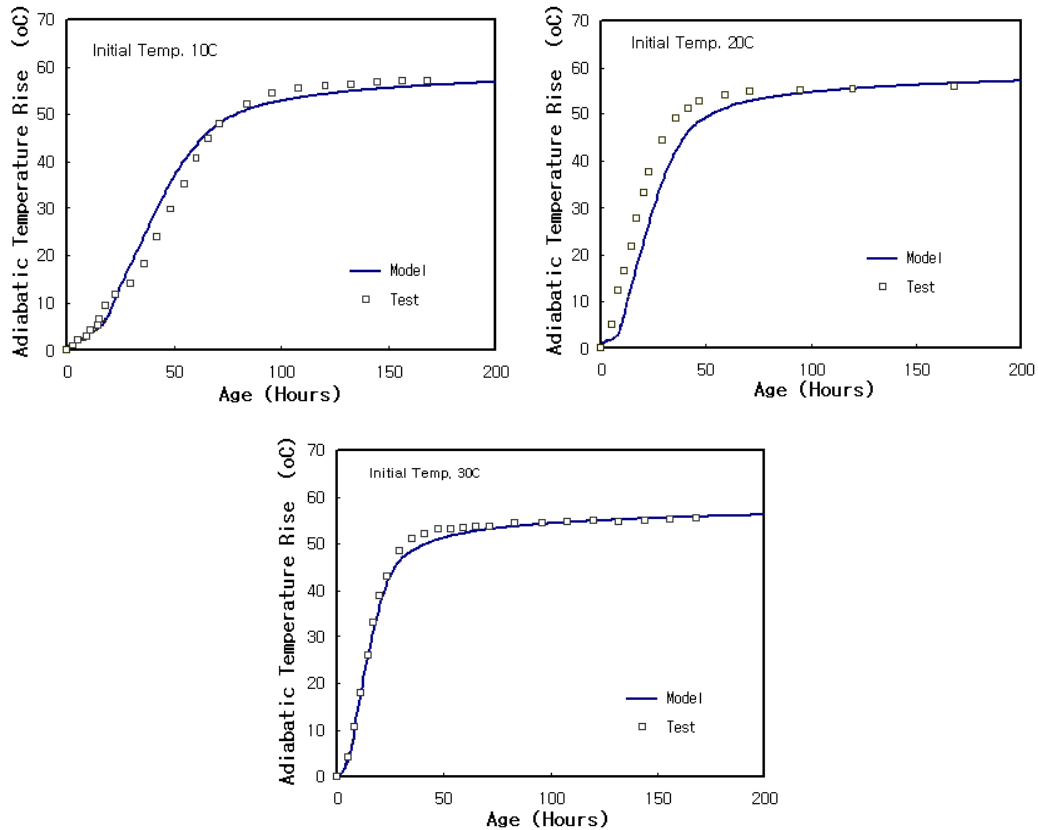 Adiabatic Temperature Rise (oC)
70
60
50
40
30
20
10
0
Initial Temp. 10C
Model
Test
0 50 100 150 200
Age (Hours)
Adiabatic Temperature Rise (oC)
70
60
50
40
30
20
10
0
Initial Temp. 20C
Model
Test
0 50 100 150 200
Age (Hours)
Adiabatic Temperature Rise (oC)
70
60
50
40
30
20
10
0
Initial Temp, 30C
Model
Test
0 50 100 150 200
Age (Hours)